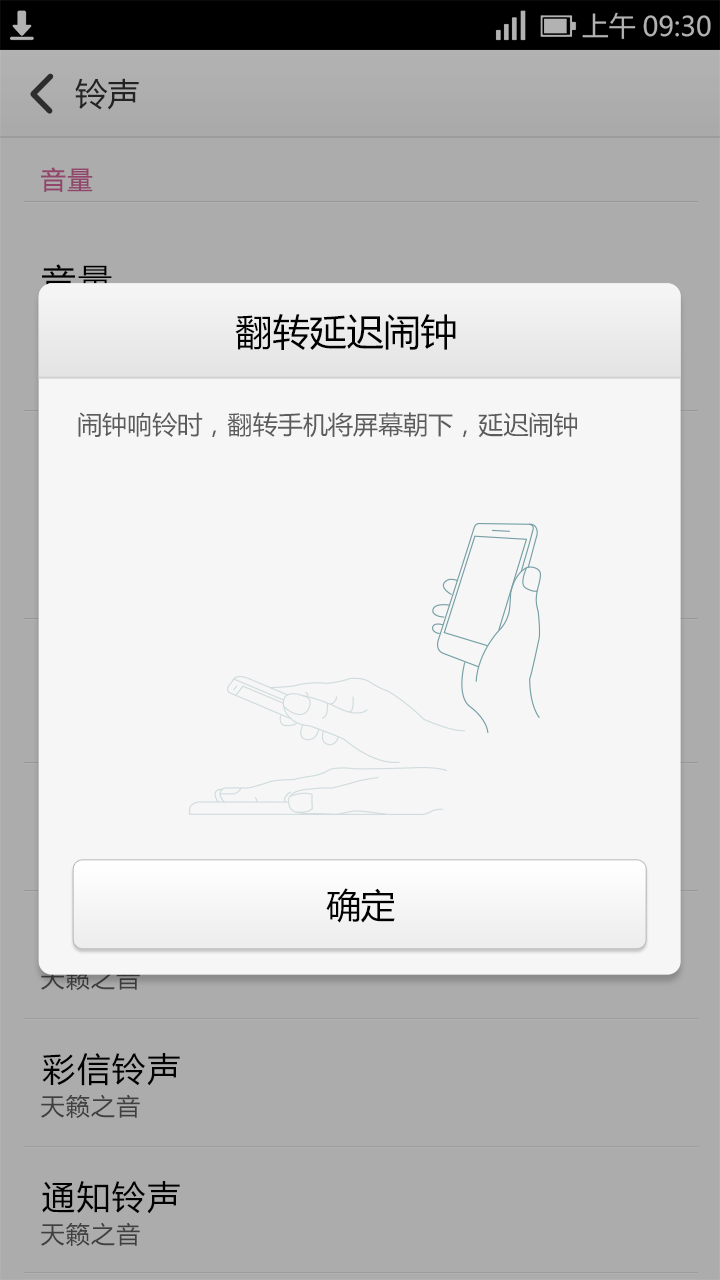 上午 09:30
铃声
音量
音量
翻转延迟闹钟
闹钟响铃时，翻转手机将屏幕朝下，延迟闹钟
确定
天籁之音
彩信铃声
天籁之音
通知铃声
天籁之音